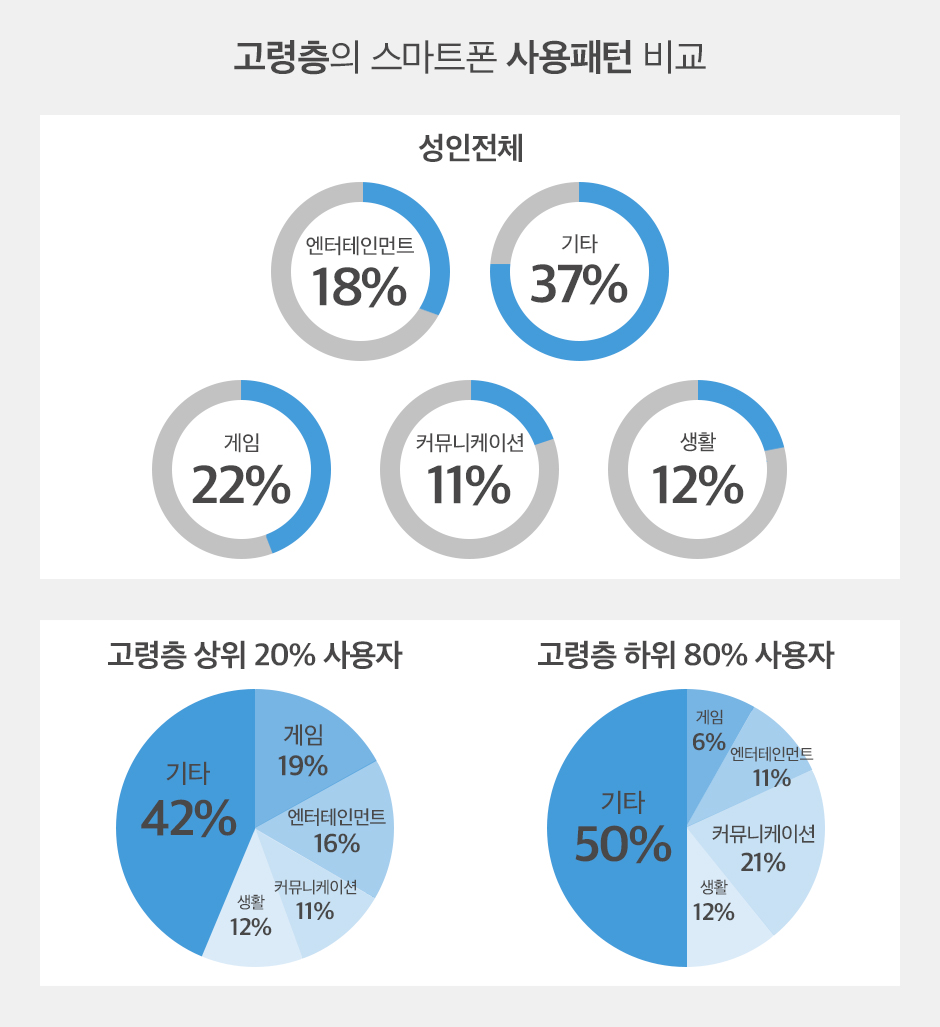 고령층의 스마트폰 사용패턴 비교
성인전체
엔터테인먼트
18%
기타
37%
게임
22%
커뮤니케이션
11%
생활
12%
고령층 상위 20% 사용자
게임
19%
엔터테인먼트
16%
커뮤니케이션
11%
생활
12%
기타
42%
고령층 하위 80% 사용자
게임
6%
엔터테인먼트
11%
커뮤니케이션
21%
생활
12%
기타
50%